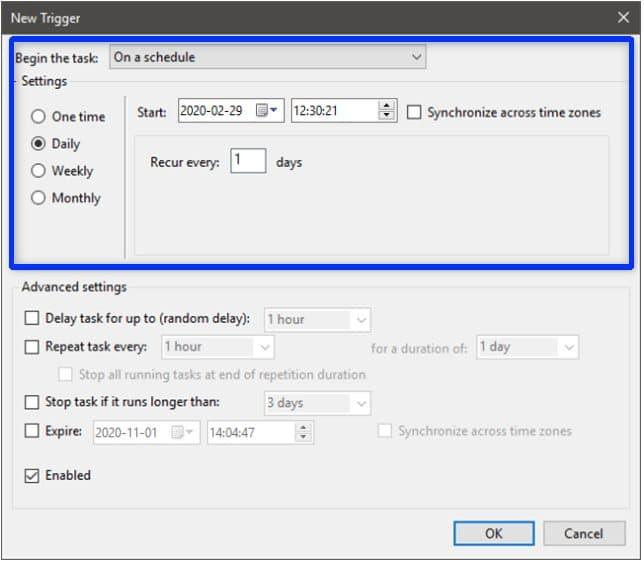 New Trigger
Begin the task: On a schedule
Settings
One time
Start: 2020-02-29 12:30:21 Synchronize across time zones
Daily
Recur every: 1 days
Weekly
Monthly
Advanced settings
Delay task for up to (random delay): 1 hour
Repeat task every: 1 hour for a duration of: 1 day
Stop all running tasks at end of repetition duration
Stop task if it runs longer than: 3 days
Expire: 2020-11-01 14:04:47 Synchronize across time zones
Enabled
OK Cancel